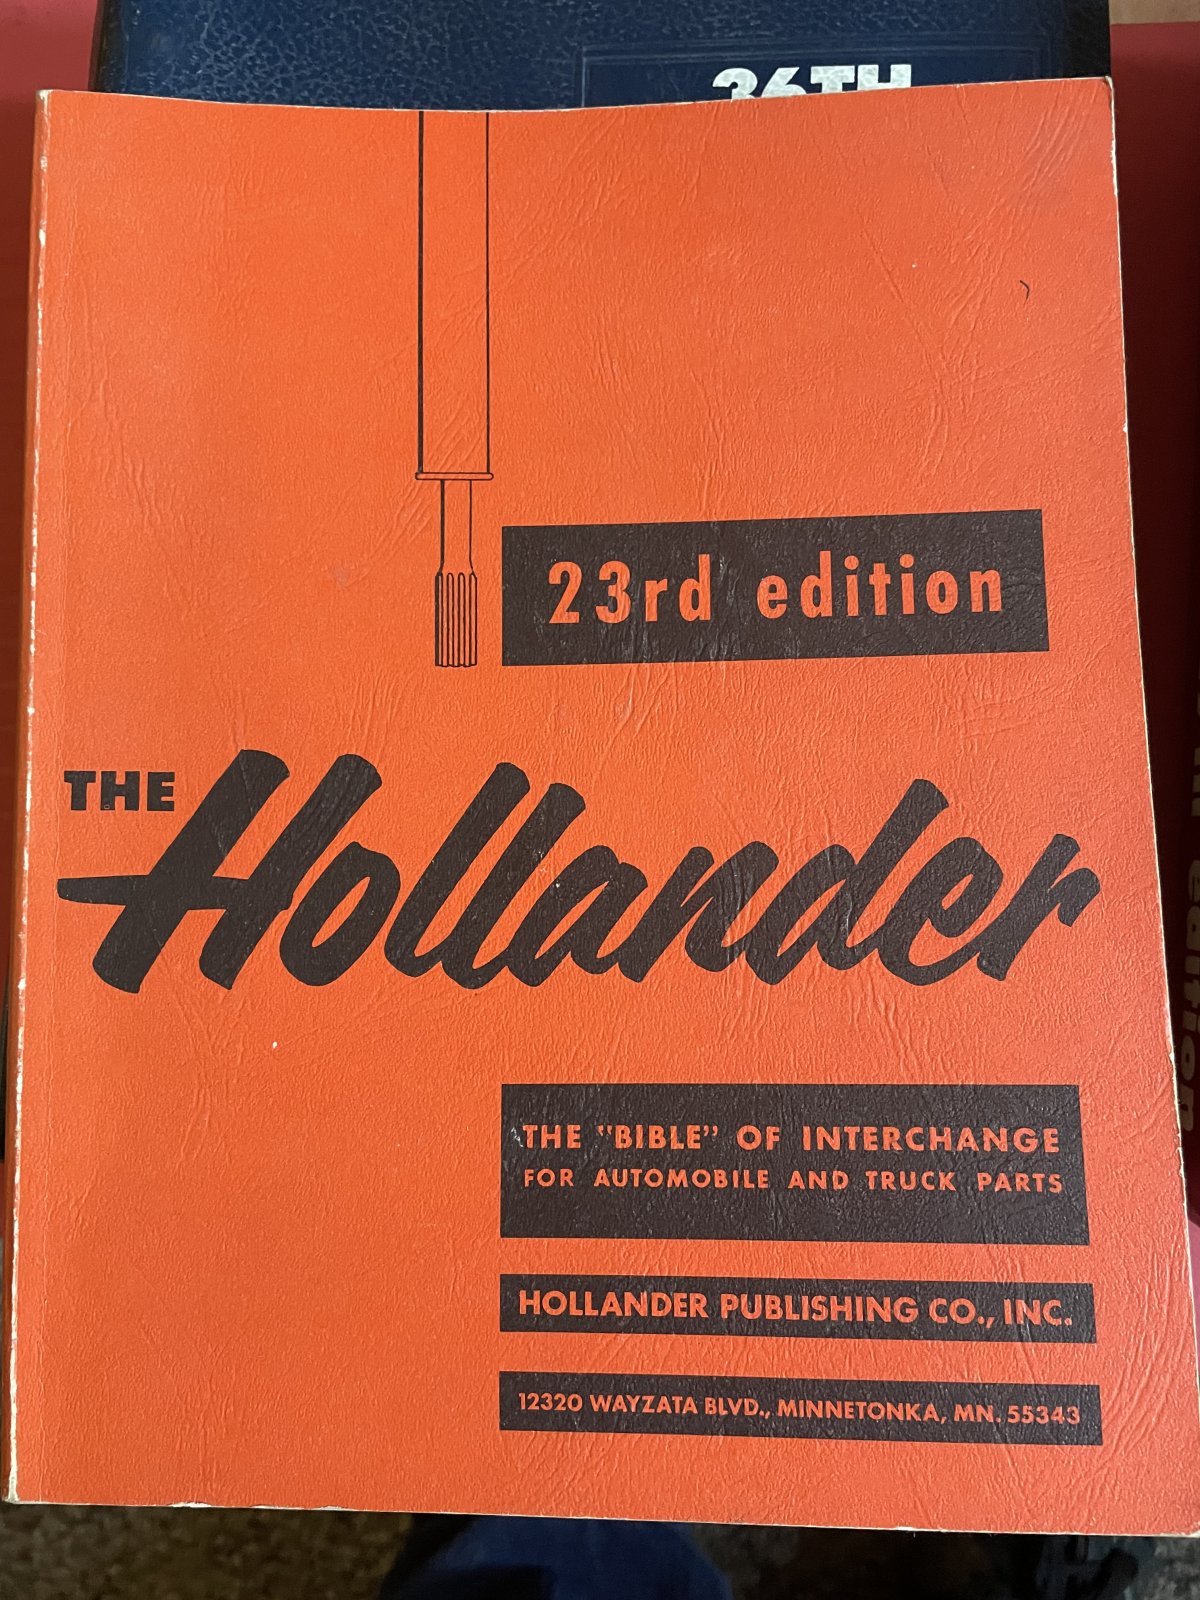 36TH
23rd edition
THE Hollander
THE "BIBLE" OF INTERCHANGE
FOR AUTOMOBILE AND TRUCK PARTS
HOLLANDER PUBLISHING CO., INC.
12320 WAYZATA BLVD., MINNETONKA, MN. 55343